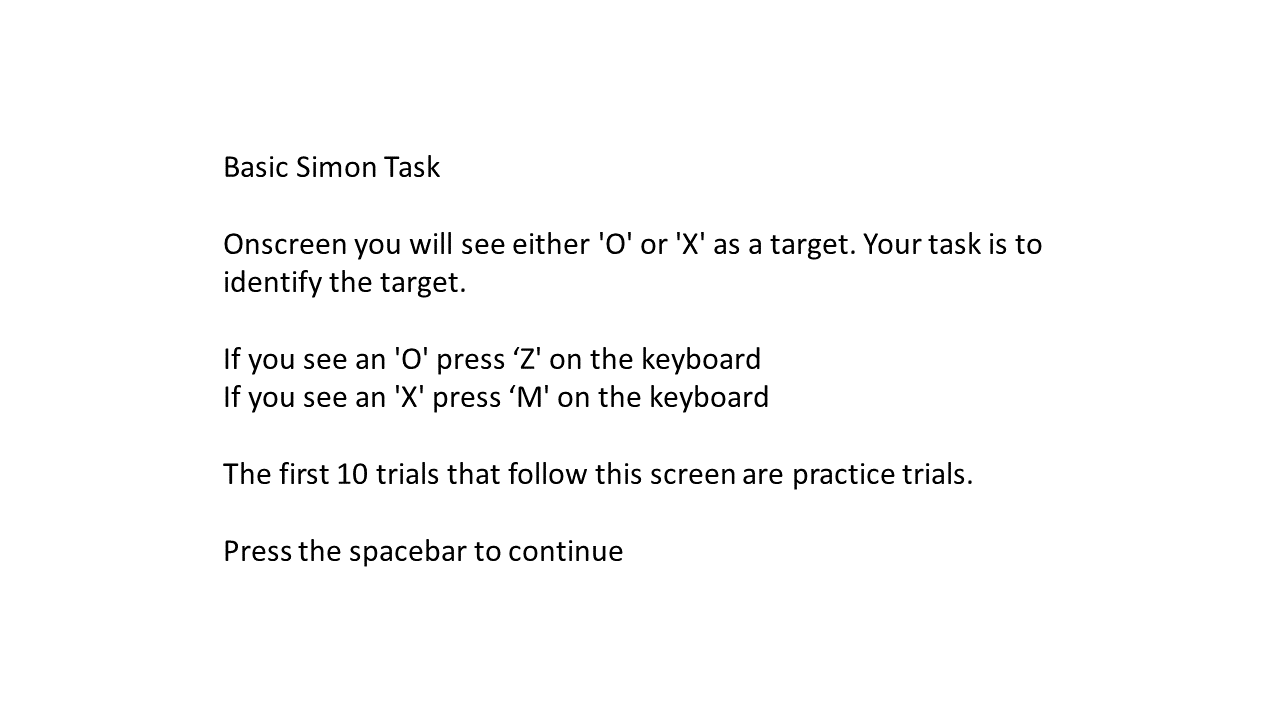 Basic Simon Task
Onscreen you will see either 'O' or 'X' as a target. Your task is to
identify the target.
If you see an 'O' press ‘Z' on the keyboard
If you see an 'X' press ‘M' on the keyboard
The first 10 trials that follow this screen are practice trials.
Press the spacebar to continue